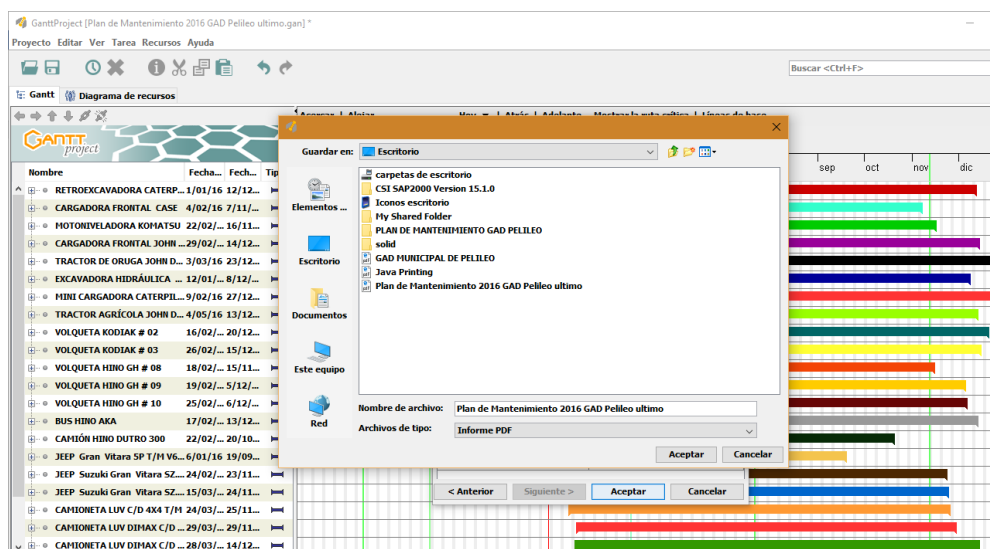 GanttProject [Plan de Mantenimiento 2016 GAD Pelileo ultimo.gan] *
Proyecto Editar Ver Tarea Recursos Ayuda
Buscar <Ctrl+F>
Gantt Diagrama de recursos
GANTT project
Nombre Fecha... Fech... Tip
sep oct nov dic
RETROEXCAVADORA CATERP... 1/01/16 12/12...
CARGADORA FRONTAL CASE 4/02/16 7/11/...
MOTONIVELADORA KOMATSU 22/02/... 16/11...
CARGADORA FRONTAL JOHN ... 29/02/... 14/12...
TRACTOR DE ORUGA JOHN D... 3/03/16 23/12...
EXCAVADORA HIDRÁULICA ... 12/01/... 8/12/...
MINI CARGADORA CATERPIL... 9/02/16 27/12...
TRACTOR AGRÍCOLA JOHN D... 4/05/16 13/12...
VOLQUETA KODIAK # 02 16/02/... 20/12...
VOLQUETA KODIAK # 03 26/02/... 15/12...
VOLQUETA HINO GH # 08 18/02/... 15/11...
VOLQUETA HINO GH # 09 19/02/... 5/12/...
VOLQUETA HINO GH # 10 25/02/... 6/12/...
BUS HINO AKA 17/02/... 13/12...
CAMIÓN HINO DUTRO 300 22/02/... 20/10...
JEEP Gran Vitara 5P T/M V6... 6/01/16 19/09...
JEEP Suzuki Gran Vitara SZ.... 24/02/... 23/11...
JEEP Suzuki Gran Vitara SZ.... 15/03/... 24/11...
CAMIONETA LUV C/D 4X4 T/M 24/03/... 25/11...
CAMIONETA LUV DIMAX C/D ... 29/03/... 29/11...
CAMIONETA LUV DIMAX C/D ... 28/03/... 14/12...
Guardar en: Escritorio
Elementos ...
Escritorio
Documentos
Este equipo
Red
carpetas de escritorio
CSI SAP2000 Version 15.1.0
Iconos escritorio
My Shared Folder
PLAN DE MANTENIMIENTO GAD PELILEO
solid
GAD MUNICIPAL DE PELILEO
Java Printing
Plan de Mantenimiento 2016 GAD Pelileo ultimo
Nombre de archivo: Plan de Mantenimiento 2016 GAD Pelileo ultimo
Archivos de tipo: Informe PDF
Aceptar Cancelar
< Anterior Siguiente > Aceptar Cancelar